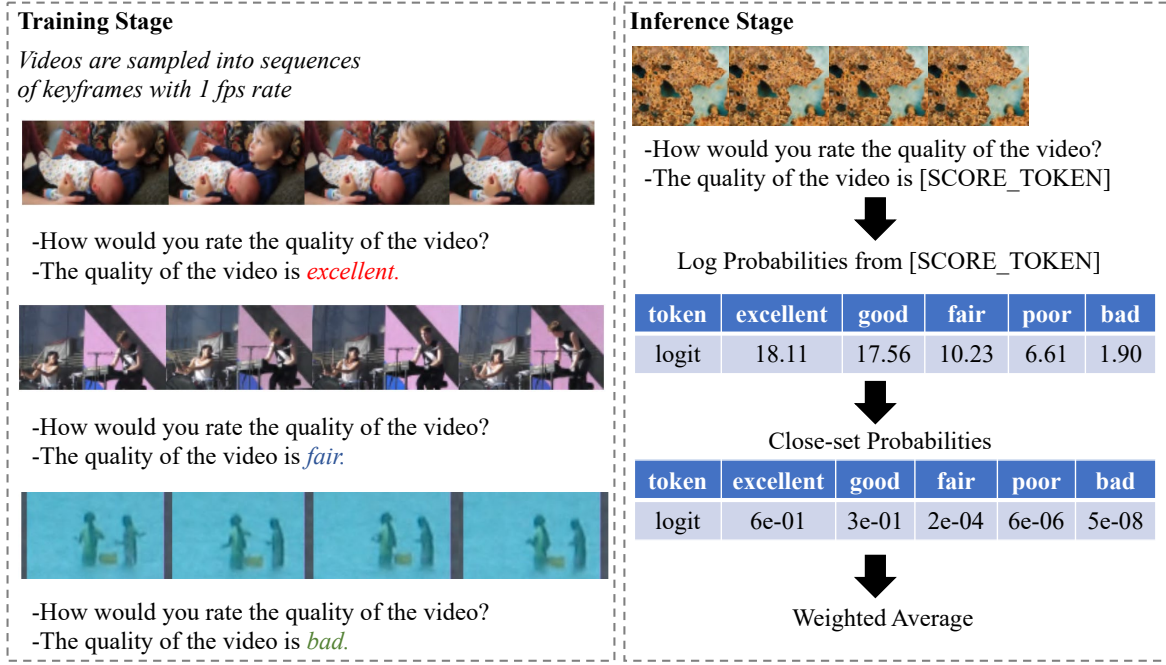 Training Stage
Videos are sampled into sequences
of keyframes with 1 fps rate
-How would you rate the quality of the video?
-The quality of the video is excellent.
-How would you rate the quality of the video?
-The quality of the video is fair.
-How would you rate the quality of the video?
-The quality of the video is bad.
Inference Stage
-How would you rate the quality of the video?
-The quality of the video is [SCORE_TOKEN]
Log Probabilities from [SCORE_TOKEN]
token excellent good fair poor bad
logit 18.11 17.56 10.23 6.61 1.90
Close-set Probabilities
token excellent good fair poor bad
logit 6e-01 3e-01 2e-04 6e-06 5e-08
Weighted Average